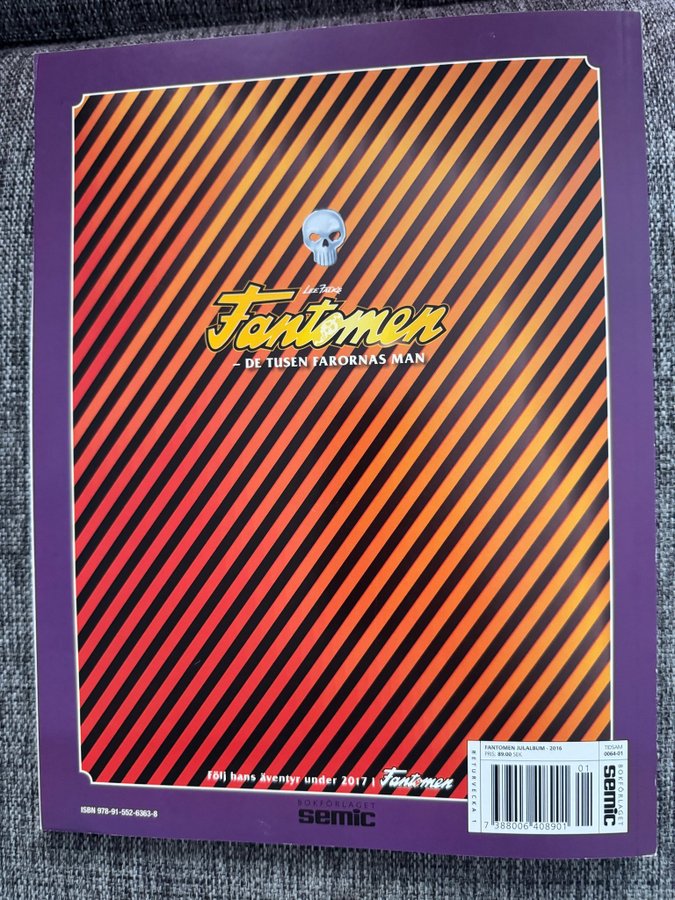 LEE FALKS
Fantomen
– DE TUSEN FARORNAS MAN
Följ hans äventyr under 2017 i Fantomen
ISBN 978-91-552-6363-8
BOKFÖRLAGET
semic
RETURVECKA 1
FANTOMEN JULALBUM - 2016
PRIS: 89:00 SEK
01
7 388006 408901
TIDSAM
0064-01
BOKFÖRLAGET
semic